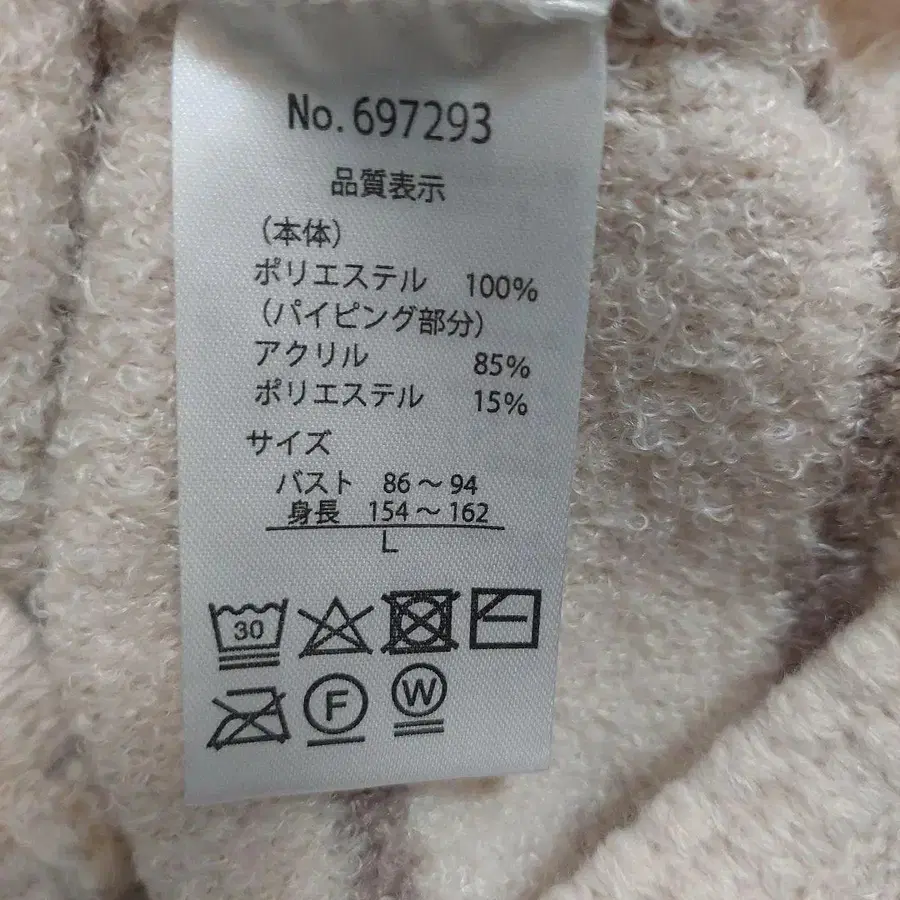 No.697293
品質表示
（本体）
ポリエステル 100%
（パイピング部分）
アクリル 85%
ポリエステル 15%
サイズ
バスト 86～94
身長 154～162
L
30
F
W